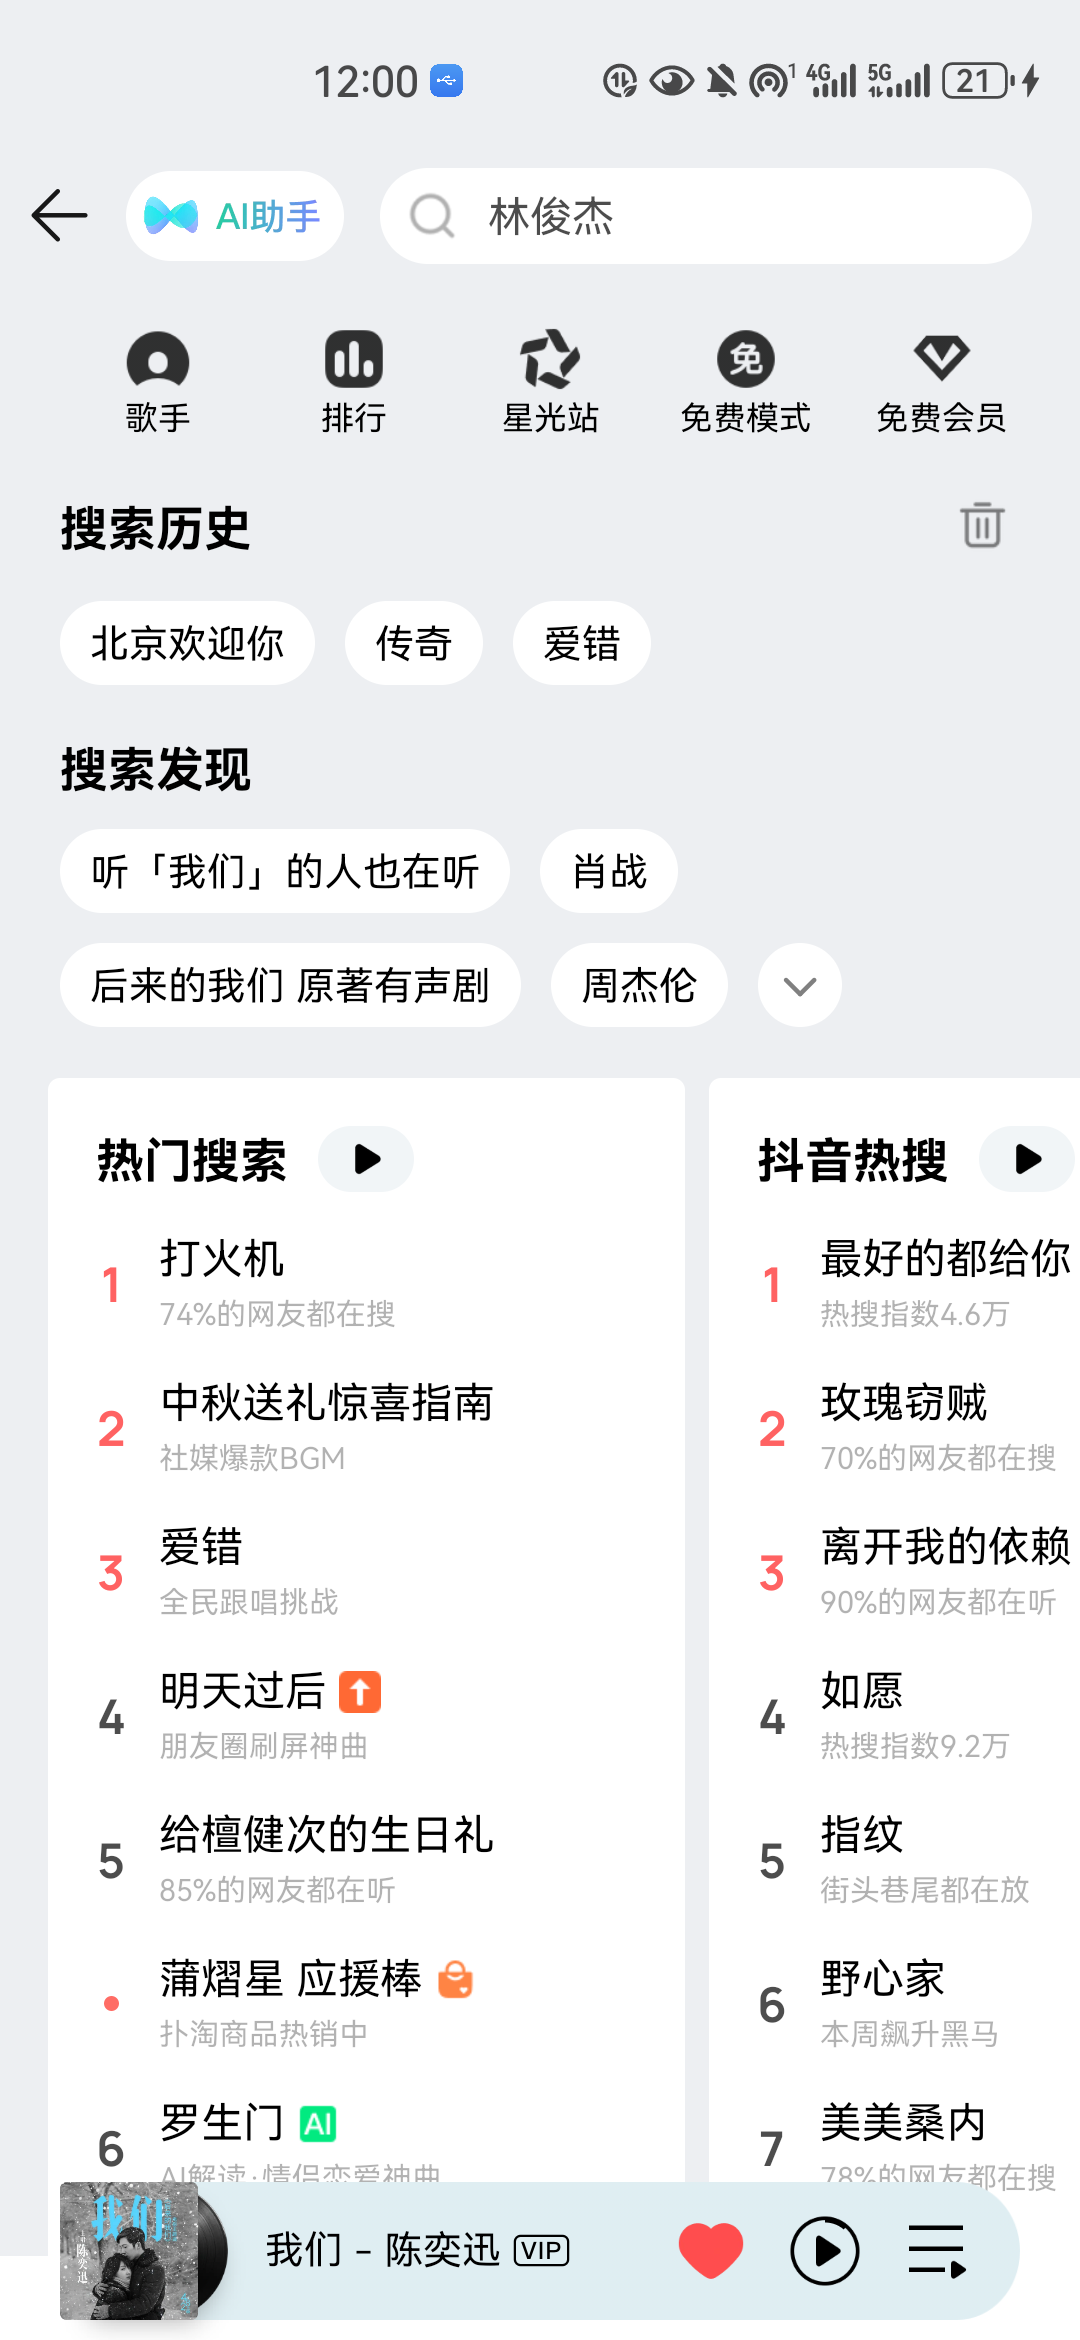 12:00
1 4G 5G 21
AI助手
林俊杰
歌手
排行
星光站
免
免费模式
免费会员
搜索历史
北京欢迎你
传奇
爱错
搜索发现
听「我们」的人也在听
肖战
后来的我们 原著有声剧
周杰伦
热门搜索
1
打火机
74%的网友都在搜
2
中秋送礼惊喜指南
社媒爆款BGM
3
爱错
全民跟唱挑战
4
明天过后
朋友圈刷屏神曲
5
给檀健次的生日礼
85%的网友都在听
蒲熠星 应援棒
扑淘商品热销中
6
罗生门 AI
AI解读·情侣恋爱神曲
抖音热搜
1
最好的都给你
热搜指数4.6万
2
玫瑰窃贼
70%的网友都在搜
3
离开我的依赖
90%的网友都在听
4
如愿
热搜指数9.2万
5
指纹
街头巷尾都在放
6
野心家
本周飙升黑马
7
美美桑内
78%的网友都在搜
我们
陈奕迅
我们 - 陈奕迅 VIP